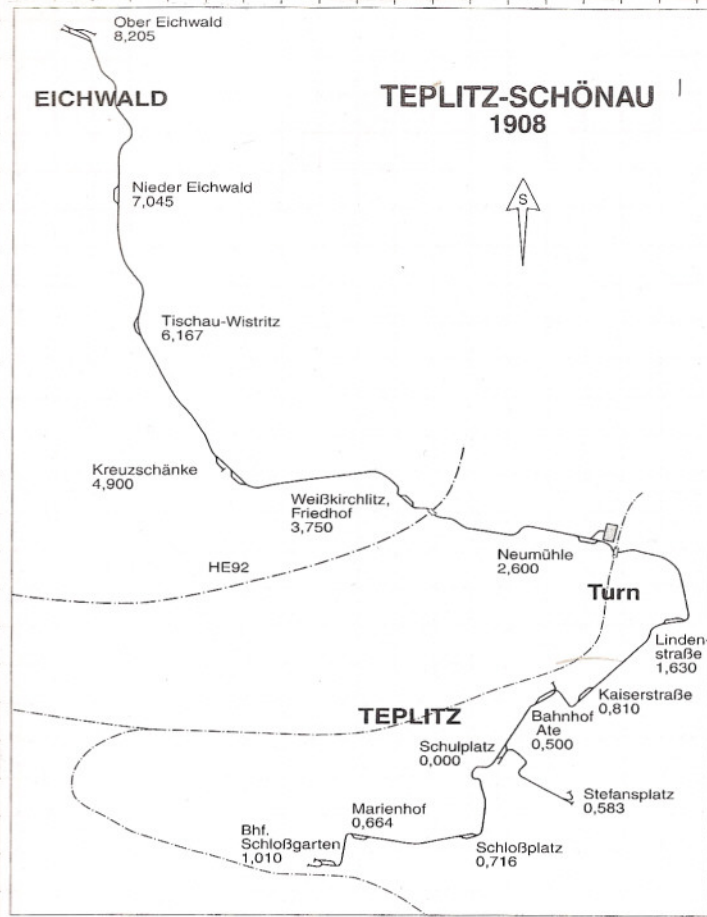 Ober Eichwald
8,205
EICHWALD
TEPLITZ-SCHÖNAU
1908
S
Nieder Eichwald
7,045
Tischau-Wistritz
6,167
Kreuzschänke
4,900
Weißkirchlitz,
Friedhof
3,750
Neumühle
2,600
HE92
Turn
Linden-
straße
1,630
Kaiserstraße
0,810
TEPLITZ
Bahnhof
Ate
0,500
Schulplatz
0,000
Stefansplatz
0,583
Marienhof
0,664
Bhf.
Schloßgarten
1,010
Schloßplatz
0,716